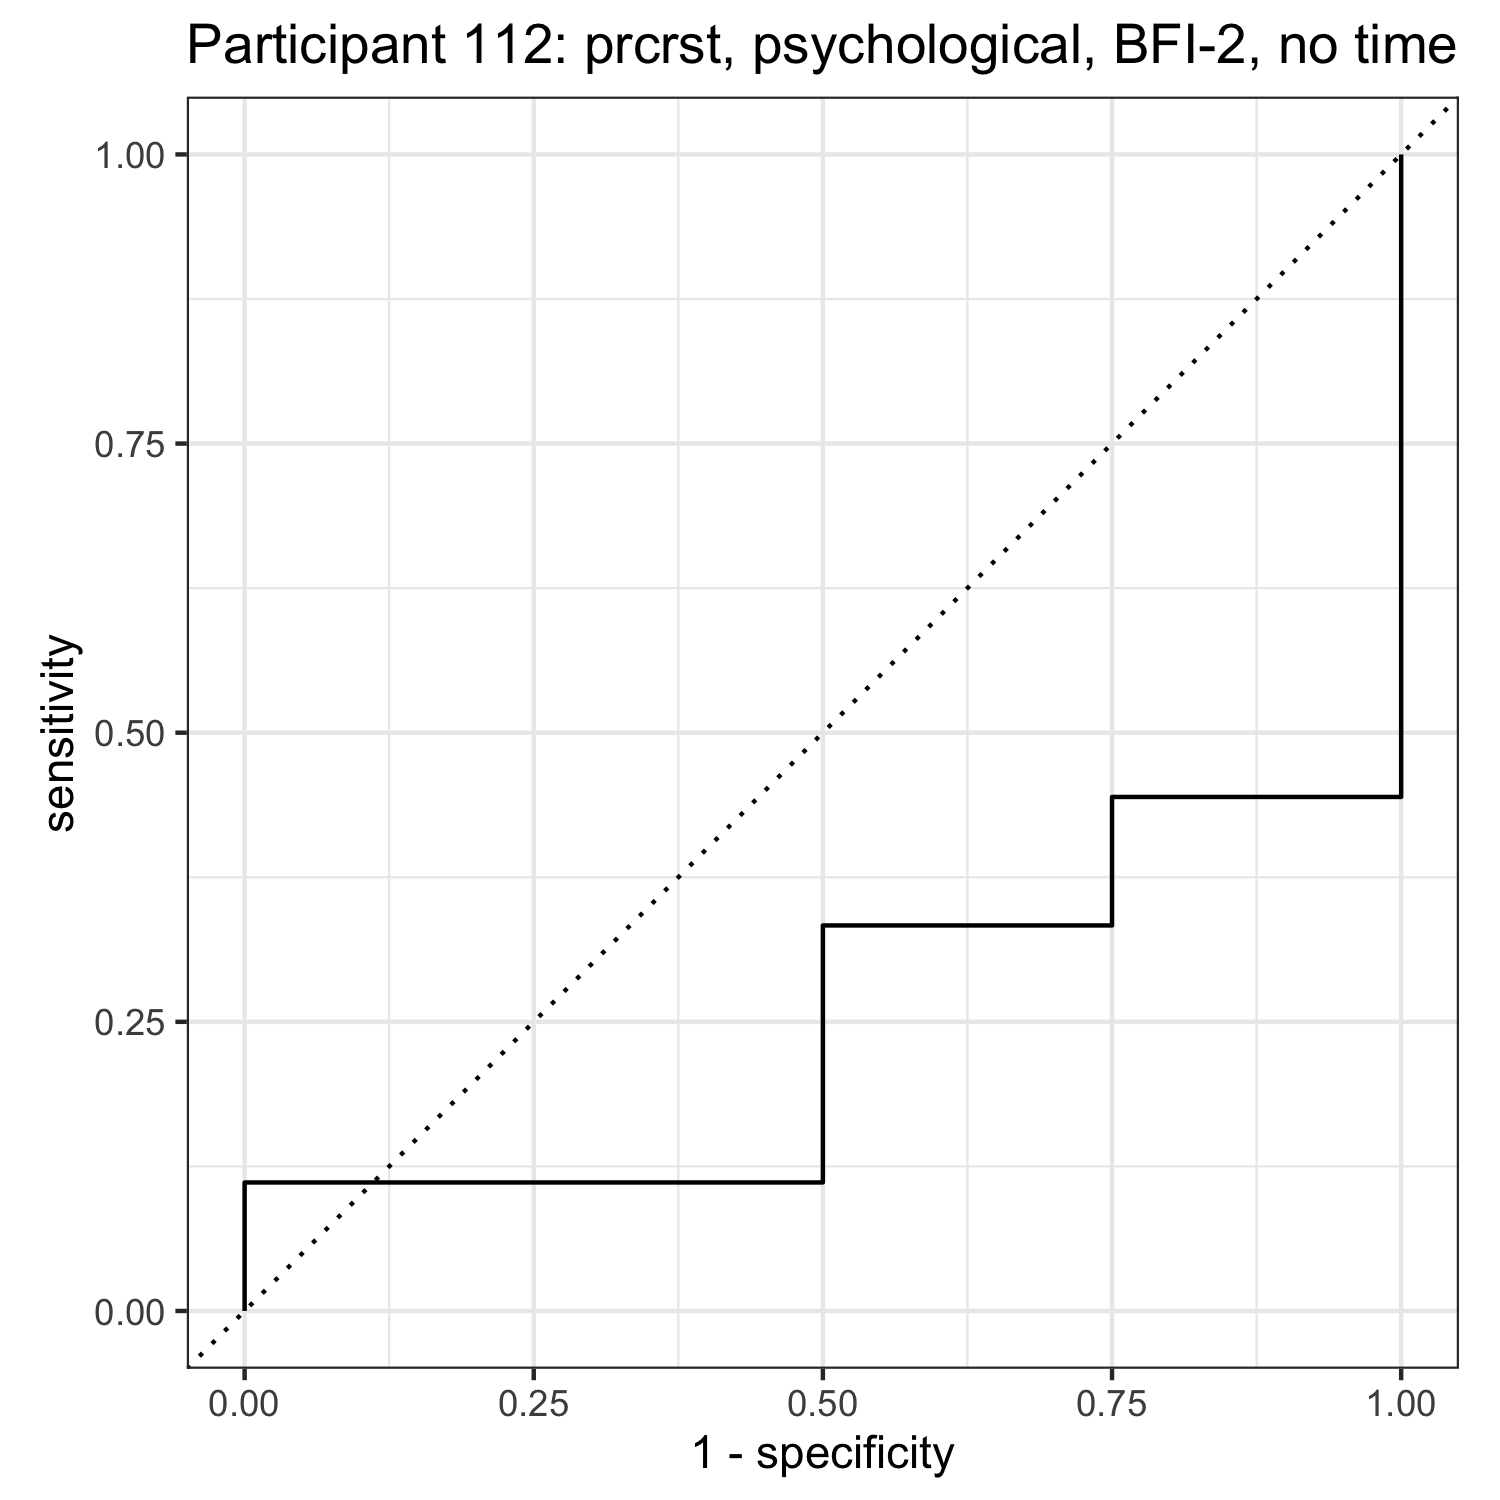 Participant 112: prcrst, psychological, BFI-2, no time
1.00
0.75
0.50
0.25
0.00
sensitivity
0.00 0.25 0.50 0.75 1.00
1 - specificity